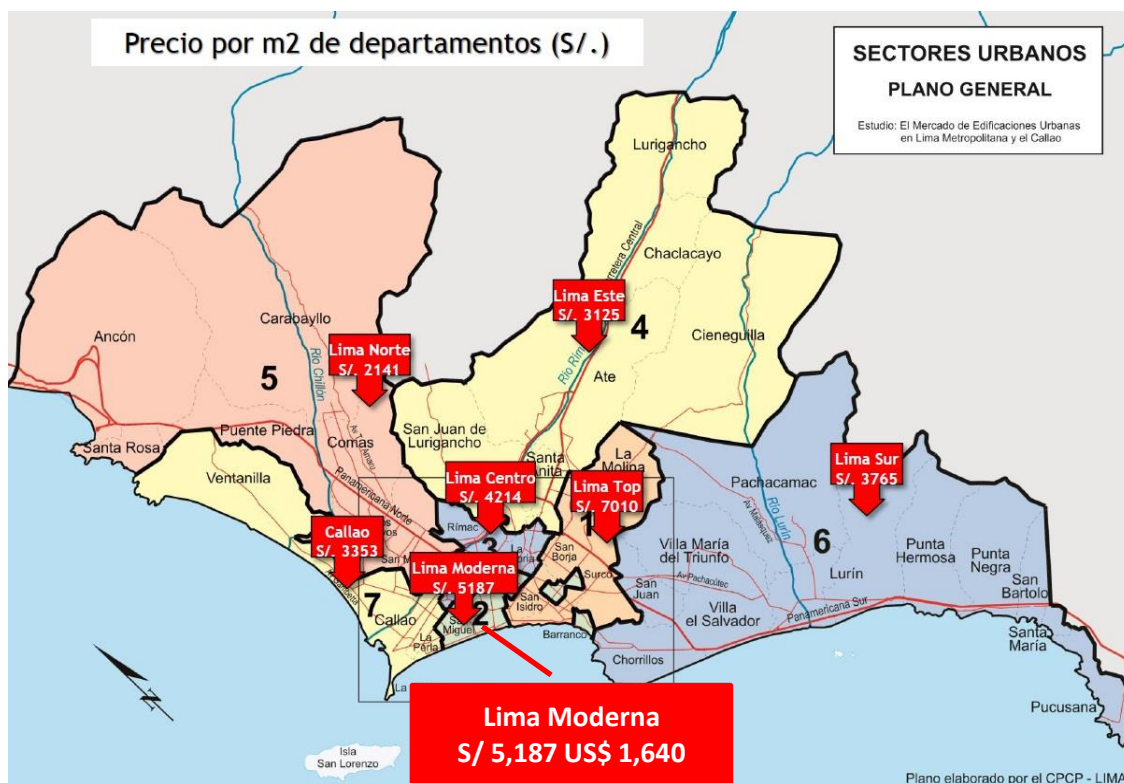 Precio por m2 de departamentos (S/.)
SECTORES URBANOS
PLANO GENERAL
Estudio: El Mercado de Edificaciones Urbanas
en Lima Metropolitana y el Callao
Lurigancho
Chaclacayo
Cieneguilla
Lima Este
S/. 3125
4
Ate
Carabayllo
Ancón
Río Chillón
Lima Norte
S/. 2141
5
Puente Piedra
Comas
Santa Rosa
Ventanilla
Panamericana Norte
San Juan de
Lurigancho
Santa
La
Molina
Lima Centro
S/. 4214
Lima Top
S/. 7010
1
Pachacamac
Lima Sur
S/. 3765
Río Lurín
6
Rímac
3
La
Callao
S/. 3353
San
Borja
Surco
Lima Moderna
S/. 5187
San
Isidro
2
Miguel
7
Callao
La
Perla
La
Barranco
Villa María
del Triunfo
San
Juan
Av Pachacútec
Villa
el Salvador
Chorrillos
Lurín
Panamericana Sur
Punta
Hermosa
Punta
Negra
San
Bartolo
Santa
María
Pucusana
N
Lima Moderna
S/ 5,187 US$ 1,640
Isla
San Lorenzo
Plano elaborado por el CPCP - LIMA